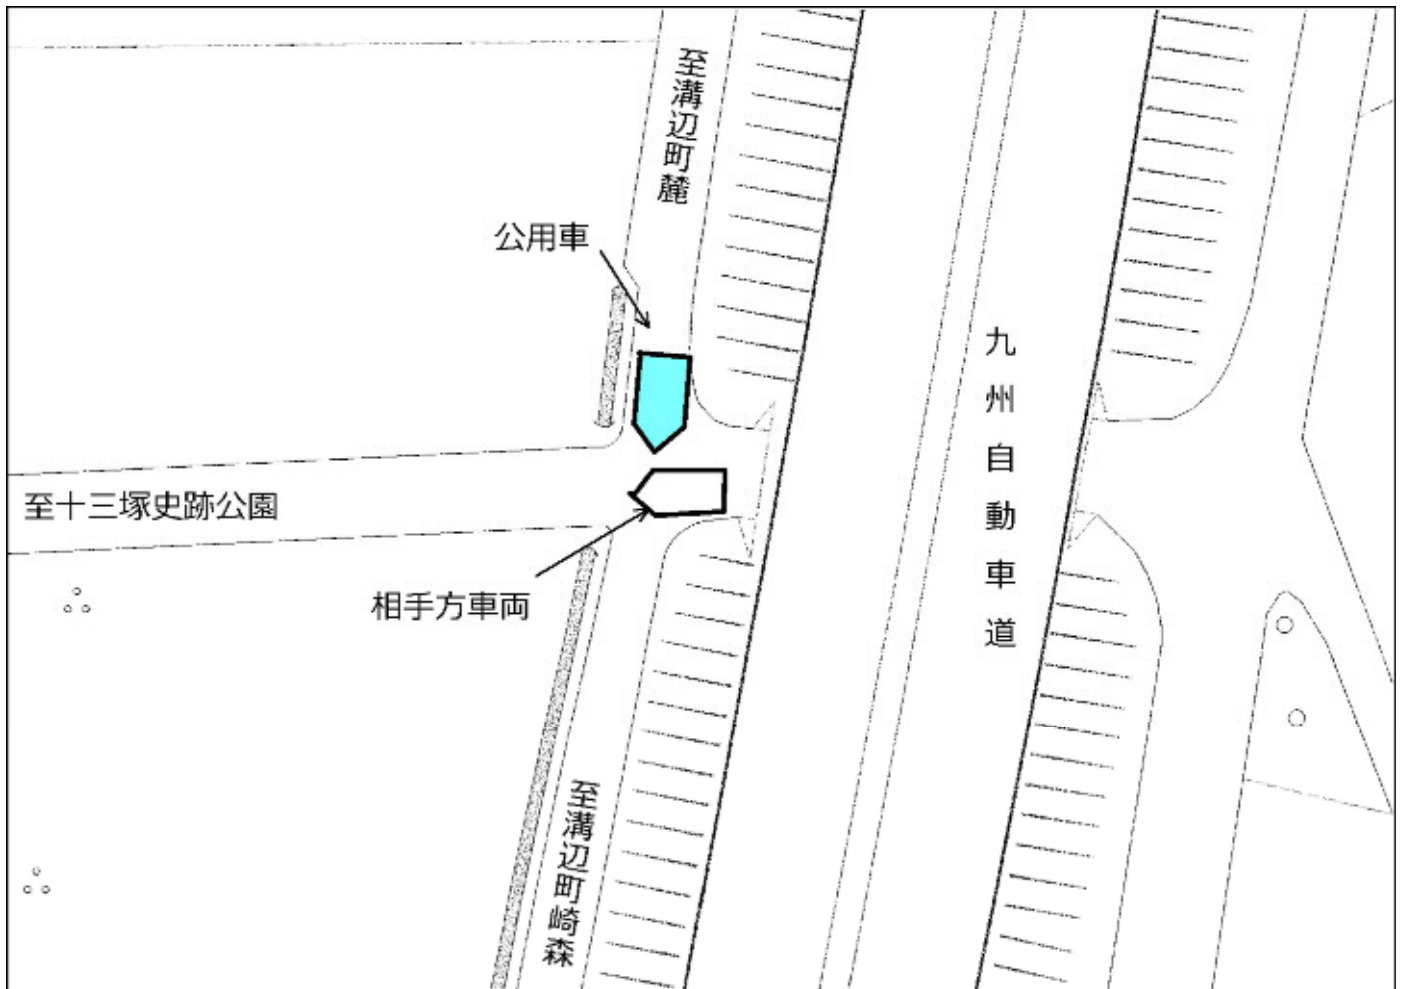 至溝辺町麓
公用車
九州自動車道
至十三塚史跡公園
相手方車両
至溝辺町崎森